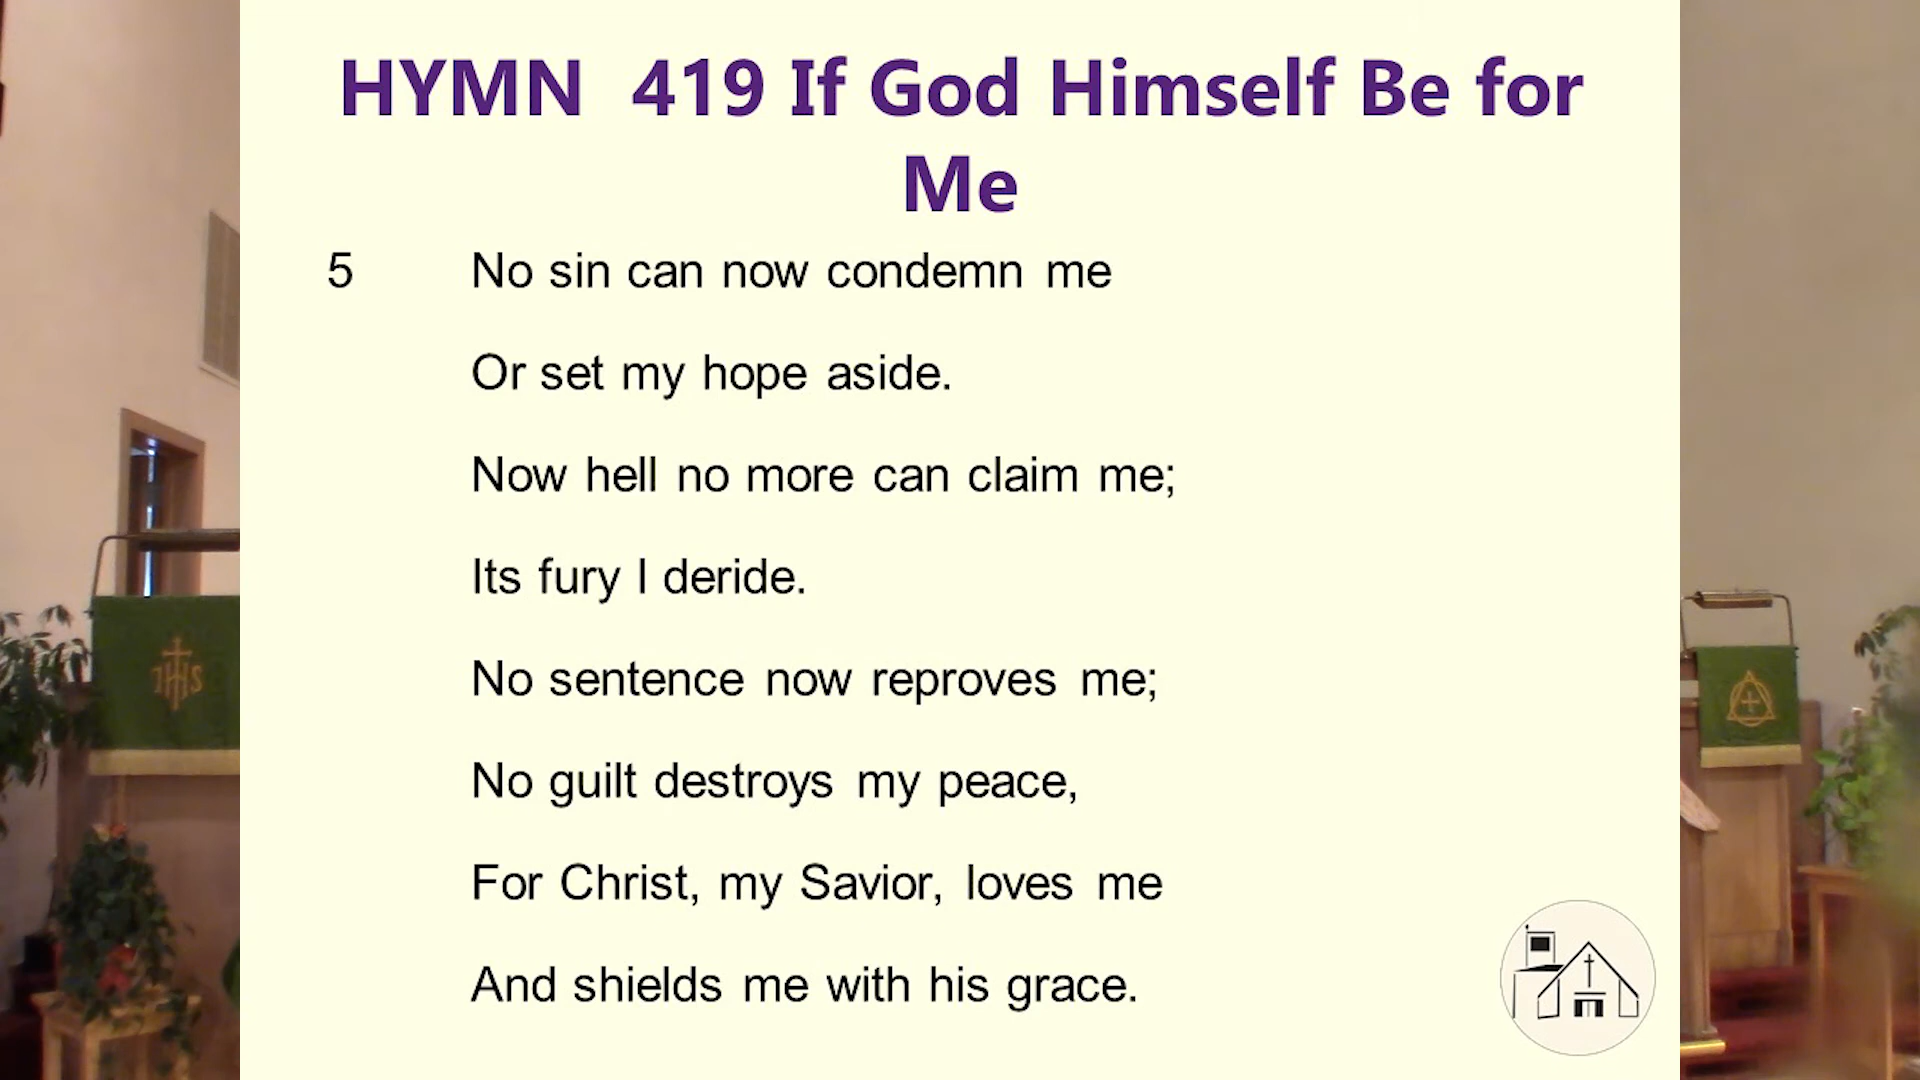 HYMN  419 If God Himself Be for
Me
5 No sin can now condemn me
Or set my hope aside.
Now hell no more can claim me;
Its fury I deride.
No sentence now reproves me;
No guilt destroys my peace,
For Christ, my Savior, loves me
And shields me with his grace.
IHS